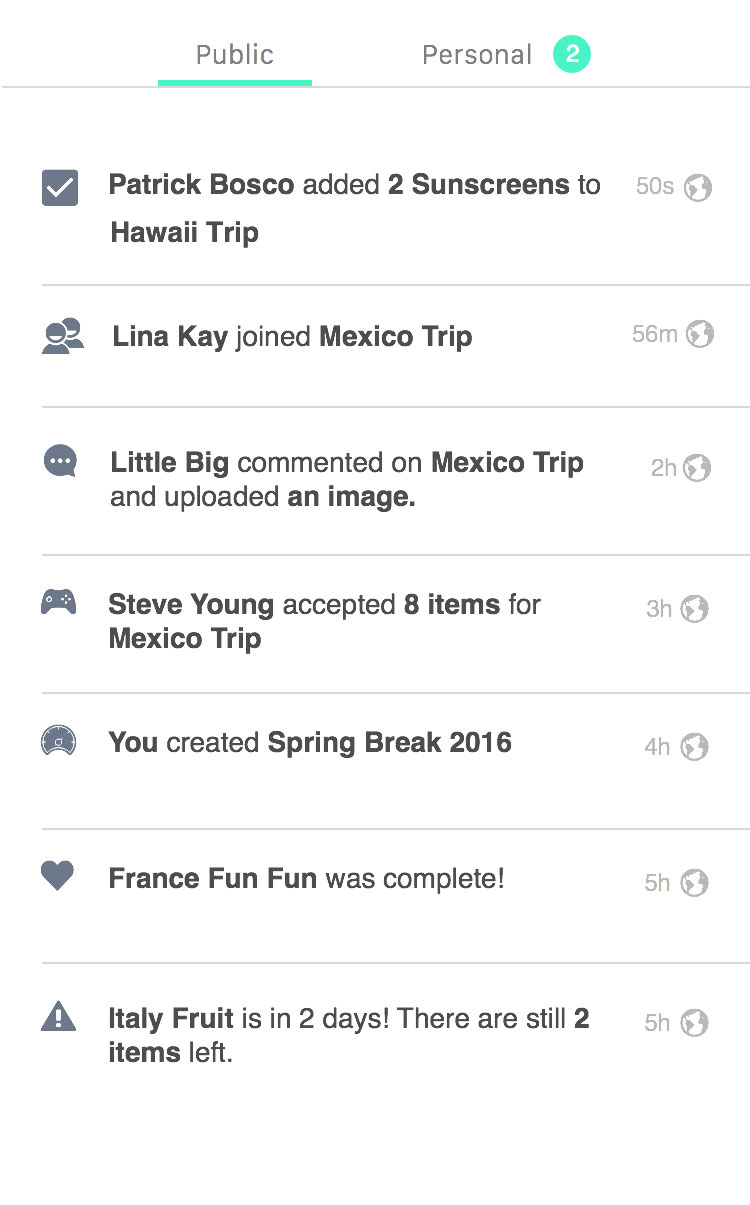 Public Personal 2
Patrick Bosco added 2 Sunscreens to 50s
Hawaii Trip
Lina Kay joined Mexico Trip 56m
Little Big commented on Mexico Trip 2h
and uploaded an image.
Steve Young accepted 8 items for 3h
Mexico Trip
You created Spring Break 2016 4h
France Fun Fun was complete! 5h
Italy Fruit is in 2 days! There are still 2 5h
items left.